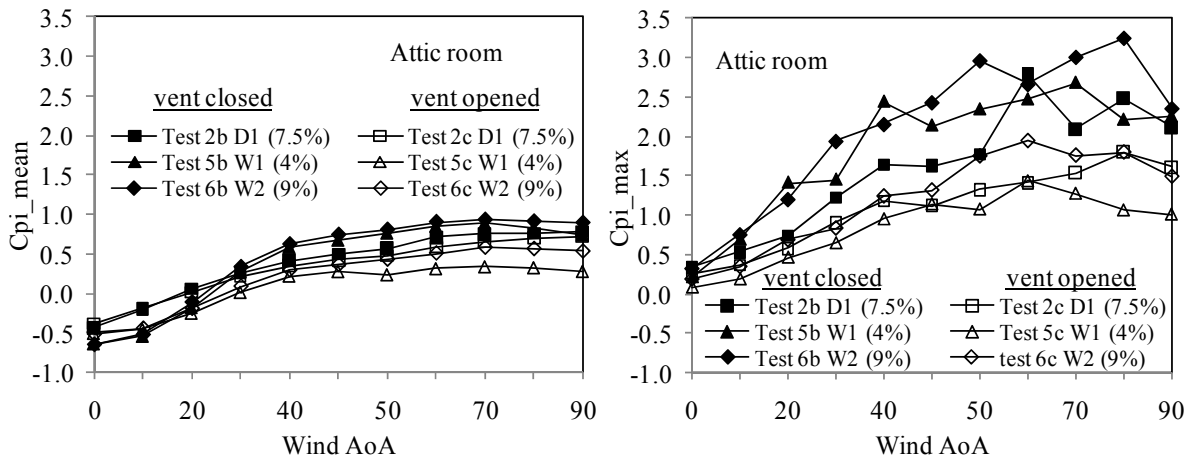 3.5
3.0
2.5
2.0
1.5
1.0
0.5
0.0
-0.5
-1.0
Cpi_mean
Attic room
vent closed
vent opened
Test 2b D1 (7.5%)
Test 2c D1 (7.5%)
Test 5b W1 (4%)
Test 5c W1 (4%)
Test 6b W2 (9%)
Test 6c W2 (9%)
0 20 40 60 80
0 10 20 30 40 50 60 70 90
Wind AoA
3.5
3.0
2.5
2.0
1.5
1.0
0.5
0.0
-0.5
-1.0
Cpi_max
Attic room
vent closed
vent opened
Test 2b D1 (7.5%)
Test 2c D1 (7.5%)
Test 5b W1 (4%)
Test 5c W1 (4%)
Test 6b W2 (9%)
test 6c W2 (9%)
0 20 40 50 70 90
Wind AoA